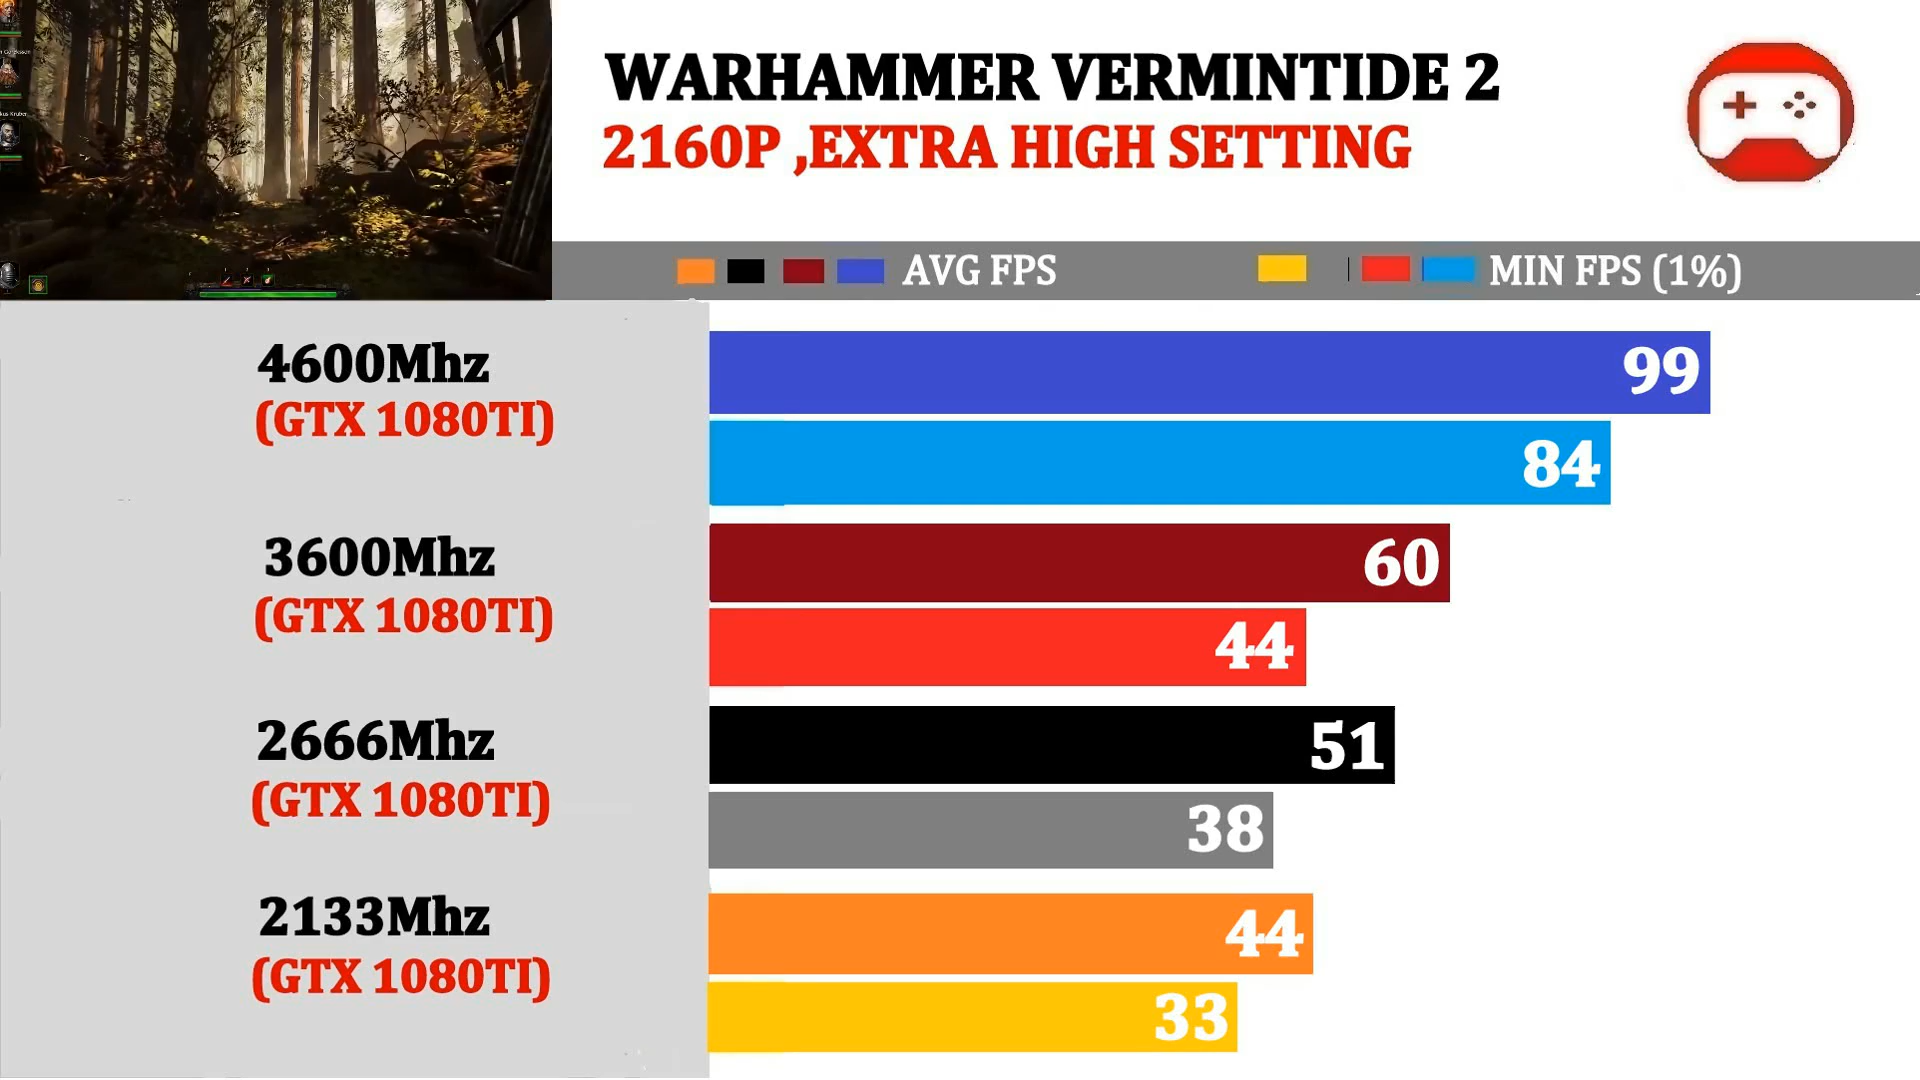 WARHAMMER VERMINTIDE 2
2160P ,EXTRA HIGH SETTING
AVG FPS
MIN FPS (1%)
4600Mhz
(GTX 1080TI)
99
84
3600Mhz
(GTX 1080TI)
60
44
2666Mhz
(GTX 1080TI)
51
38
2133Mhz
(GTX 1080TI)
44
33